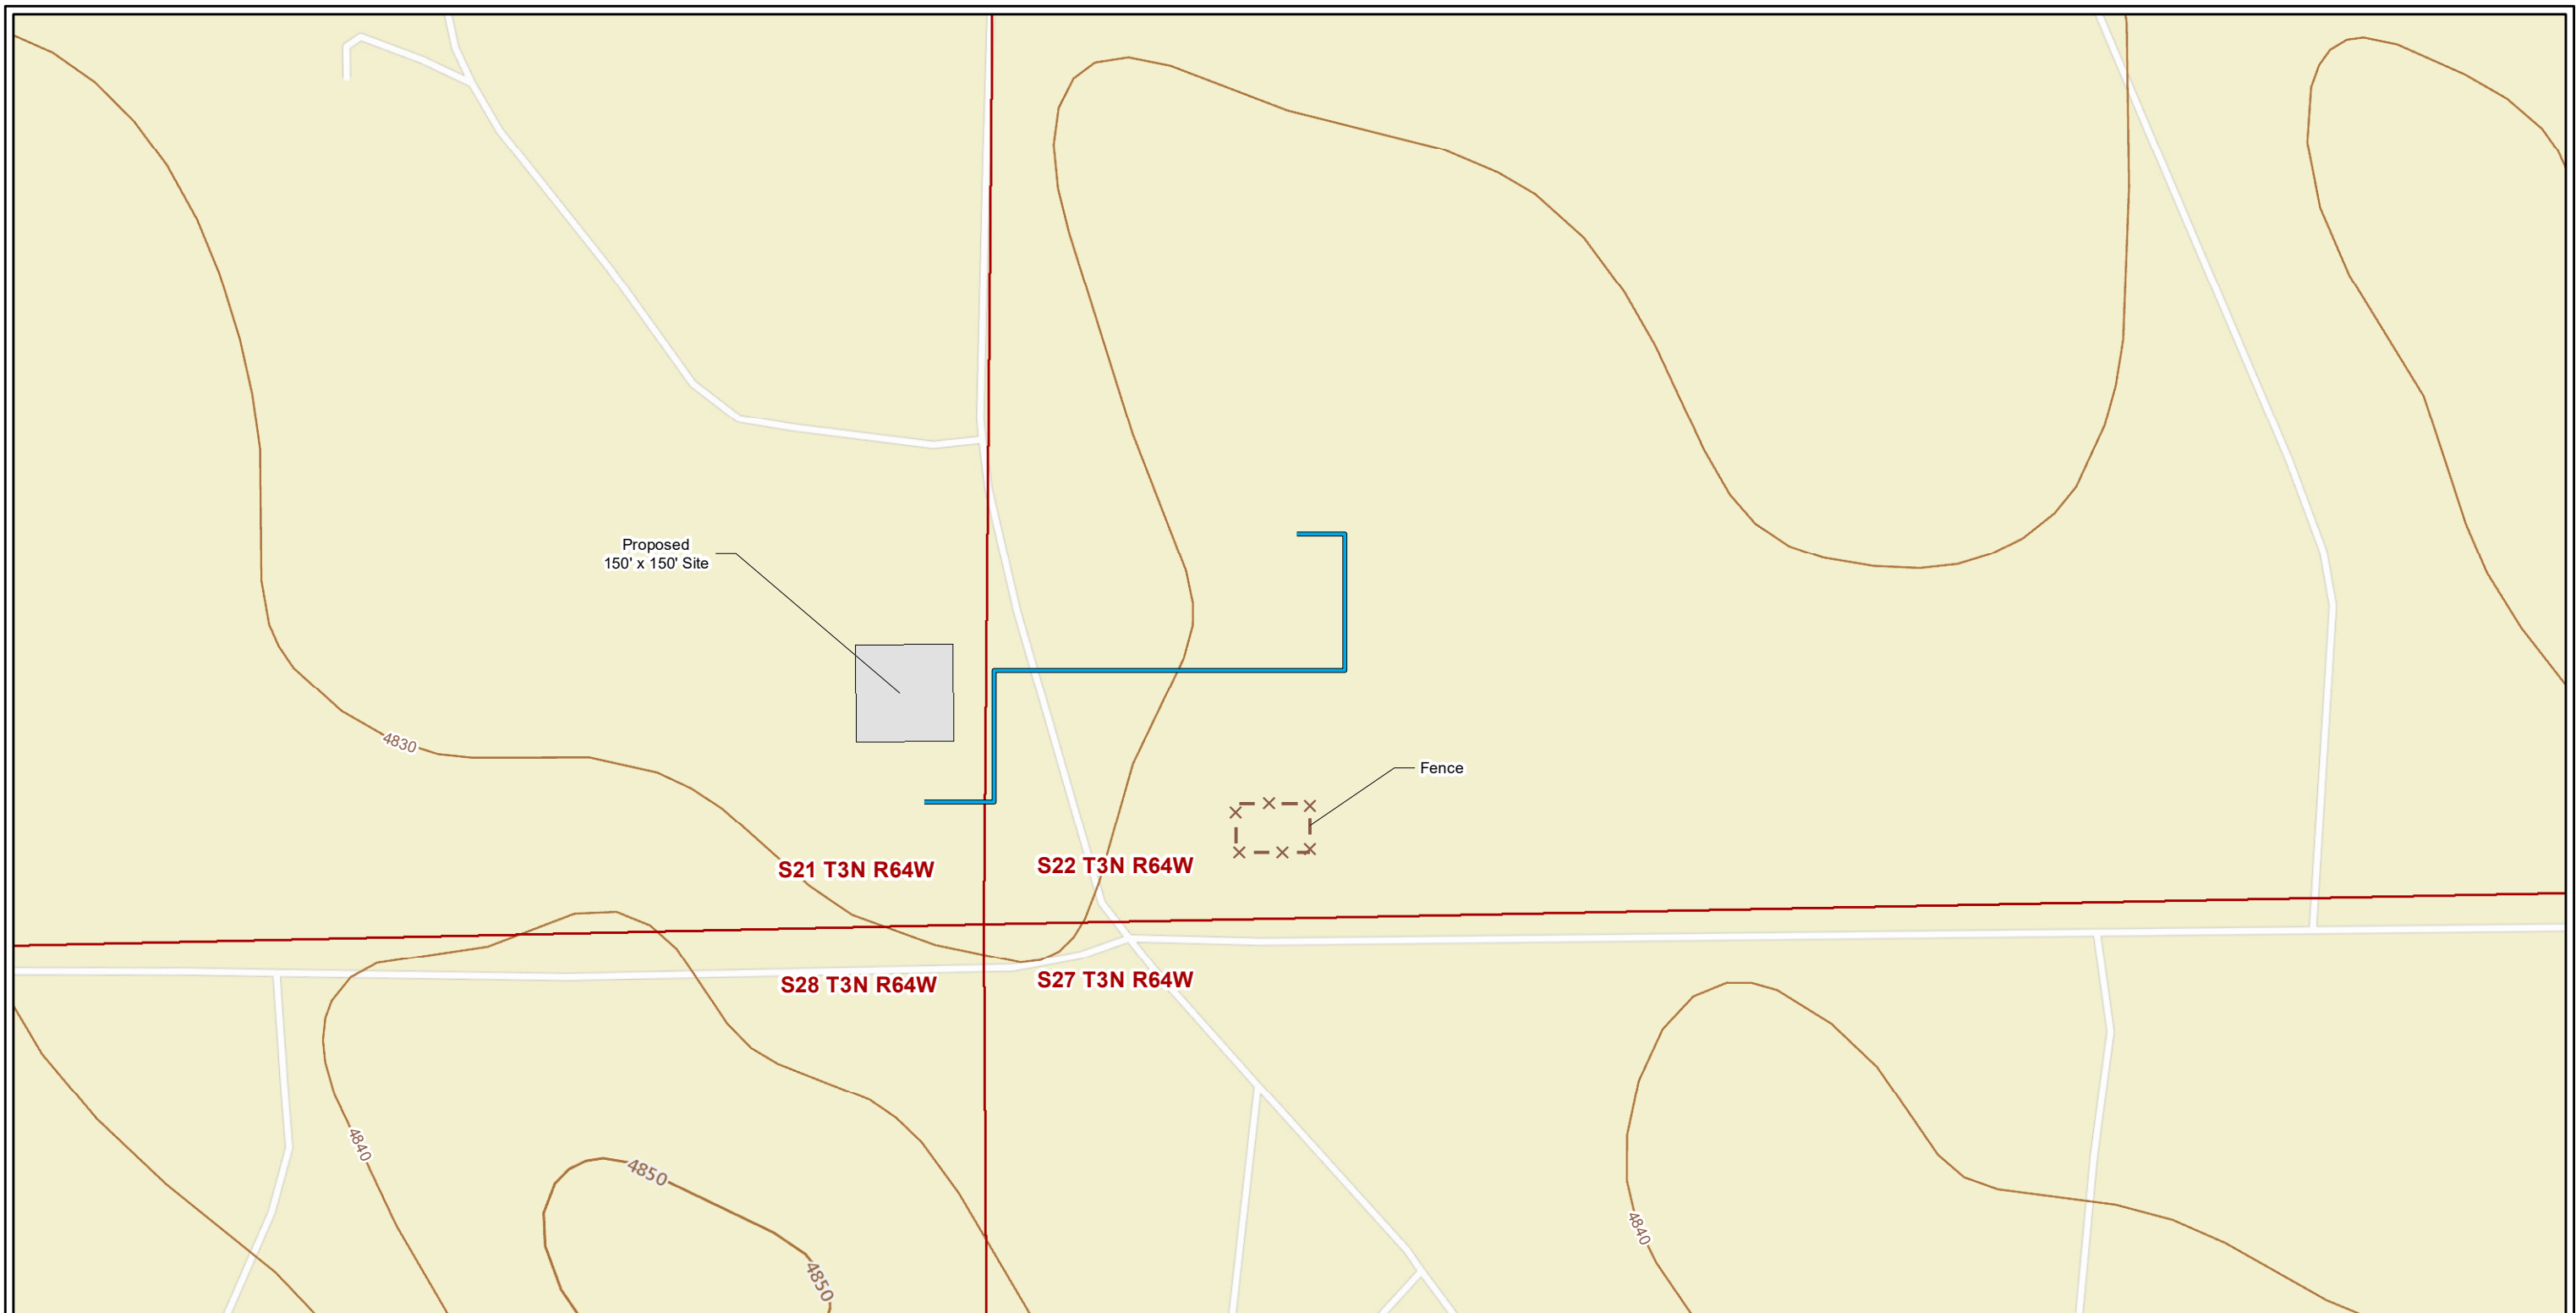 Proposed
150' x 150' Site
4830
Fence
S21 T3N R64W
S22 T3N R64W
S28 T3N R64W
S27 T3N R64W
4840
4850
4850
4840